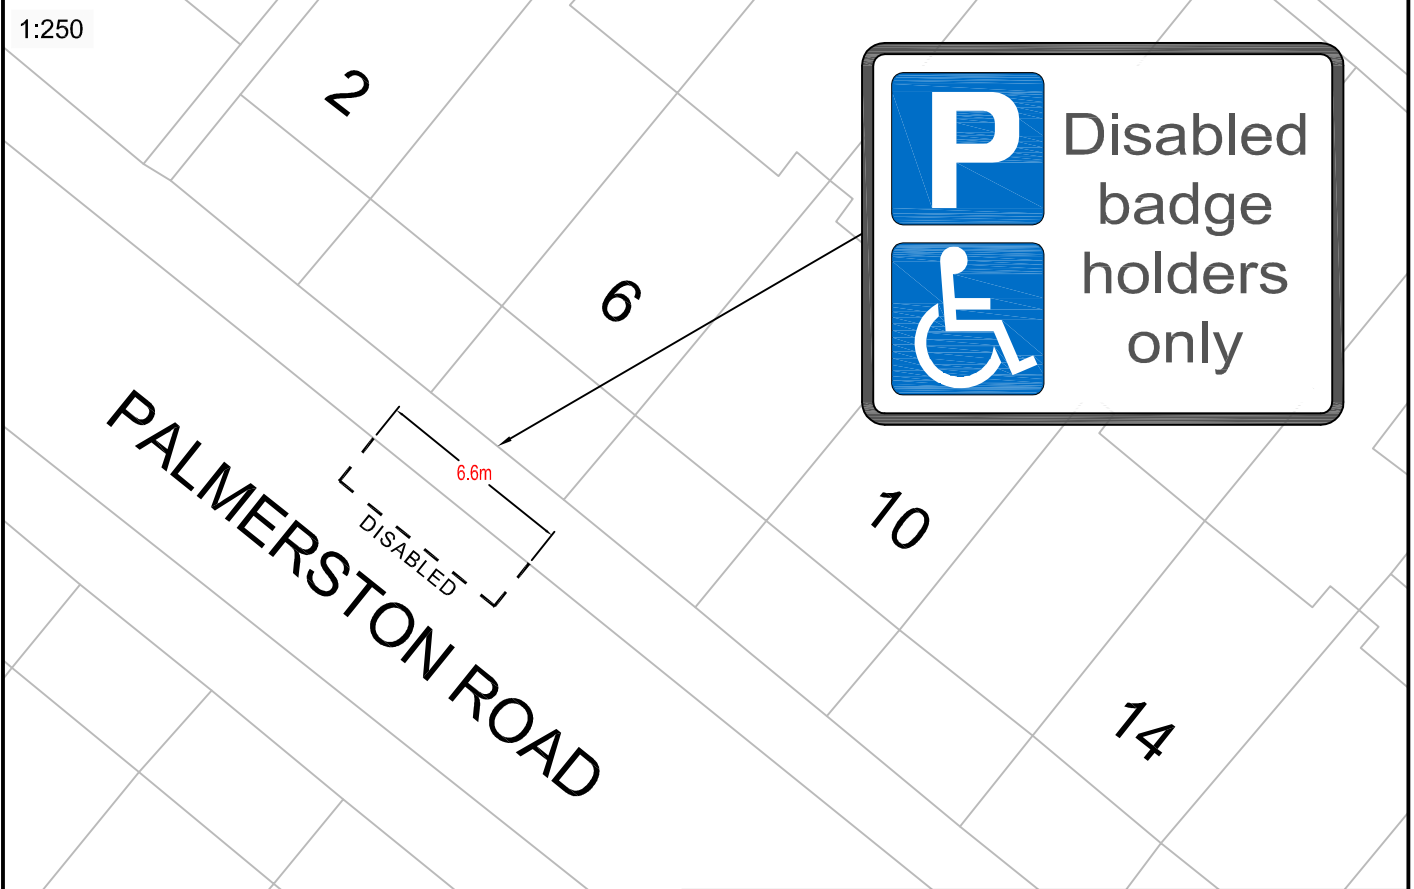 1:250
2
6
10
14
P
Disabled
badge
holders
only
6.6m
DISABLED
PALMERSTON ROAD